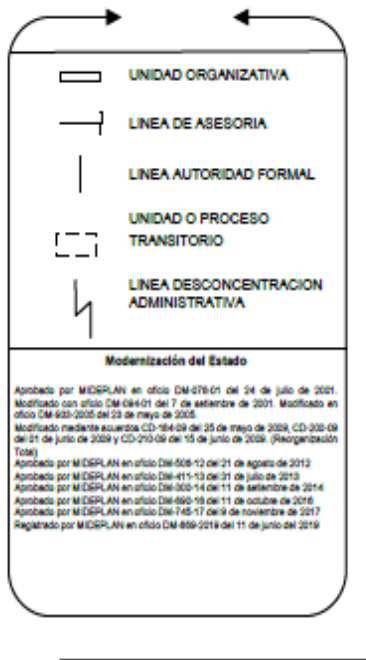 UNIDAD ORGANIZATIVA
LINEA DE ASESORIA
LINEA AUTORIDAD FORMAL
UNIDAD O PROCESO
TRANSITORIO
LINEA DESCONCENTRACION
ADMINISTRATIVA
Modernización del Estado
Aprobado por MIDEPLAN en oficio DM-078-01 del 24 de julio de 2001.
Modificado con oficio DM-094-01 del 7 de setiembre de 2001. Modificado en
oficio DM-933-2005 del 23 de mayo de 2005.
Modificado mediante acuerdos CD-184-09 del 25 de mayo de 2009, CD-200-09
del 01 de junio de 2009 y CD-210-09 del 15 de junio de 2009. (Reorganización
Total)
Aprobado por MIDEPLAN en oficio DM-506-12 del 21 de agosto de 2012
Aprobado por MIDEPLAN en oficio DM-411-13 del 31 de julio de 2013
Aprobado por MIDEPLAN en oficio DM-300-14 del 11 de setiembre de 2014
Aprobado por MIDEPLAN en oficio DM-690-16 del 11 de octubre de 2016
Aprobado por MIDEPLAN en oficio DM-745-17 del 9 de noviembre de 2017
Registrado por MIDEPLAN en oficio DM-869-2019 del 11 de junio del 2019